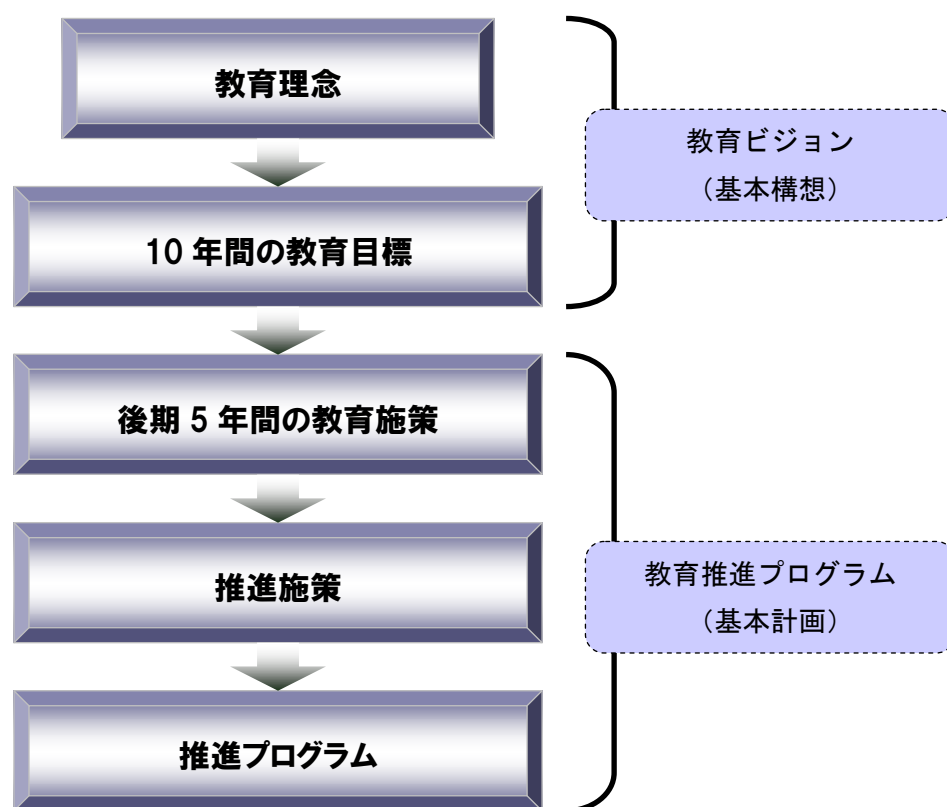 教育理念
教育ビジョン
（基本構想）
10 年間の教育目標
後期 5 年間の教育施策
推進施策
教育推進プログラム
（基本計画）
推進プログラム